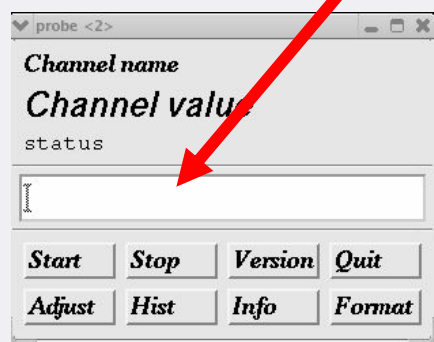 probe <2>
Channel name
Channel value
status
Start Stop Version Quit
Adjust Hist Info Format